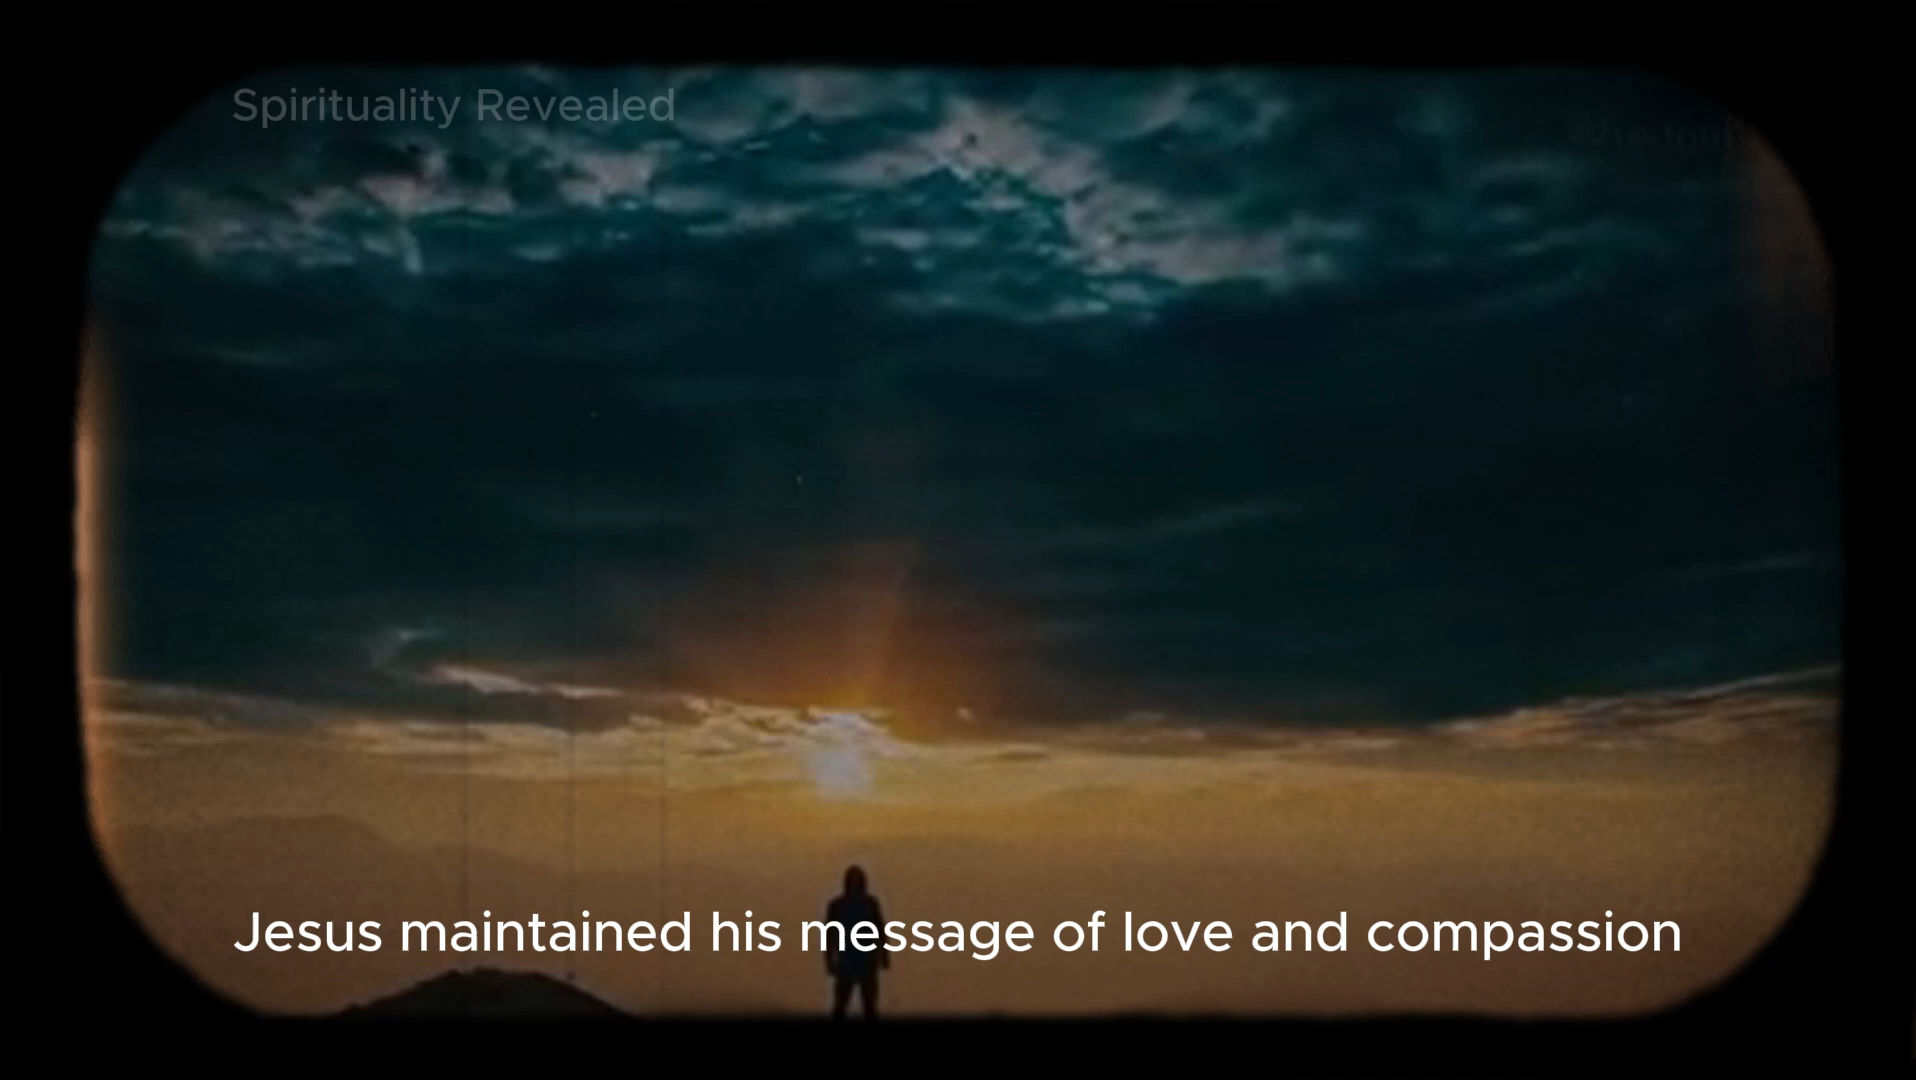 Spirituality Revealed
Jesus maintained his message of love and compassion